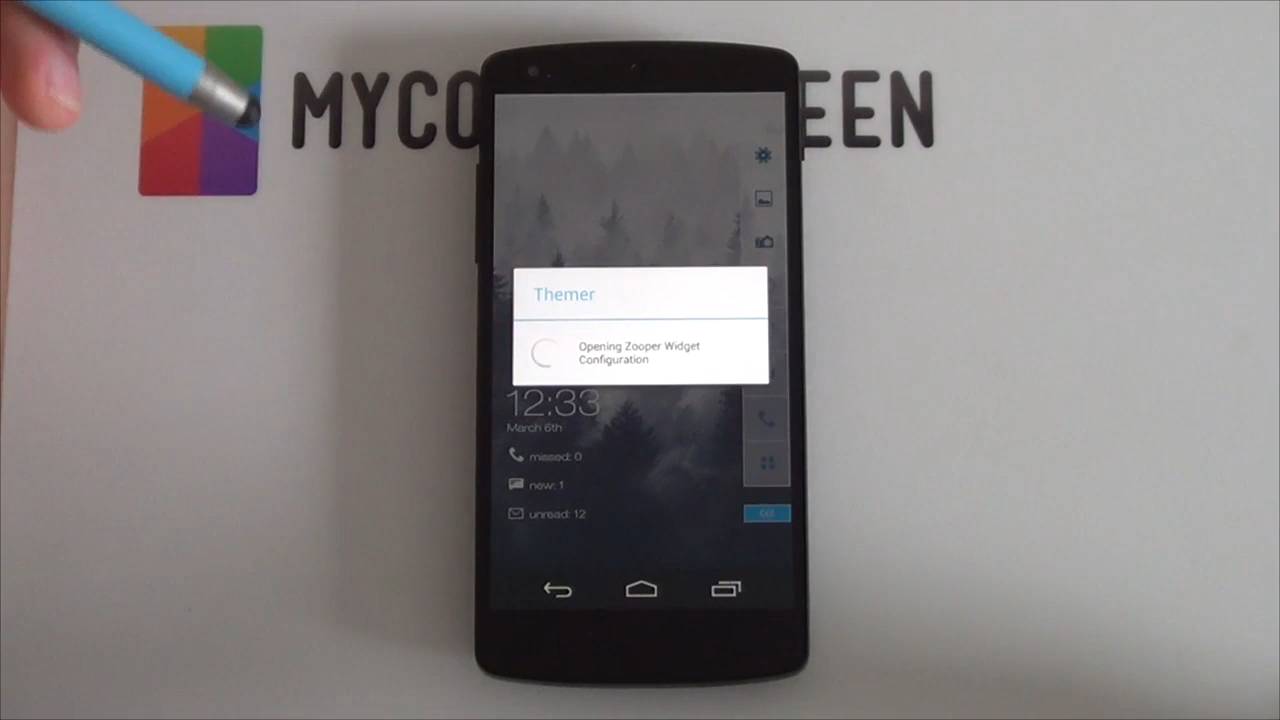 MYCO EEN
Themer
Opening Zooper Widget
Configuration
12:33
March 6th
missed: 0
new: 1
unread: 12